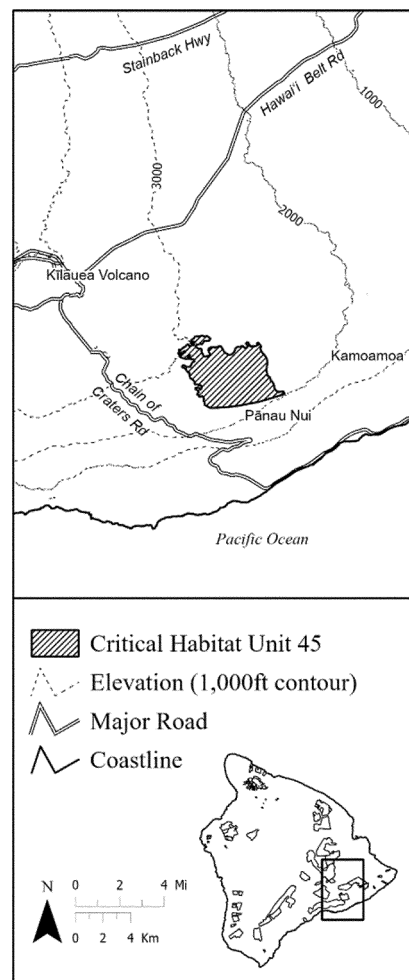 Stainback Hwy
Hawai'i Belt Rd
1000
3000
2000
Kīlauea Volcano
Kamoamoa
Chain of
Craters Rd
Pānau Nui
Pacific Ocean
Critical Habitat Unit 45
Elevation (1,000ft contour)
Major Road
Coastline
N
0 2 4 Mi
0 2 4 Km